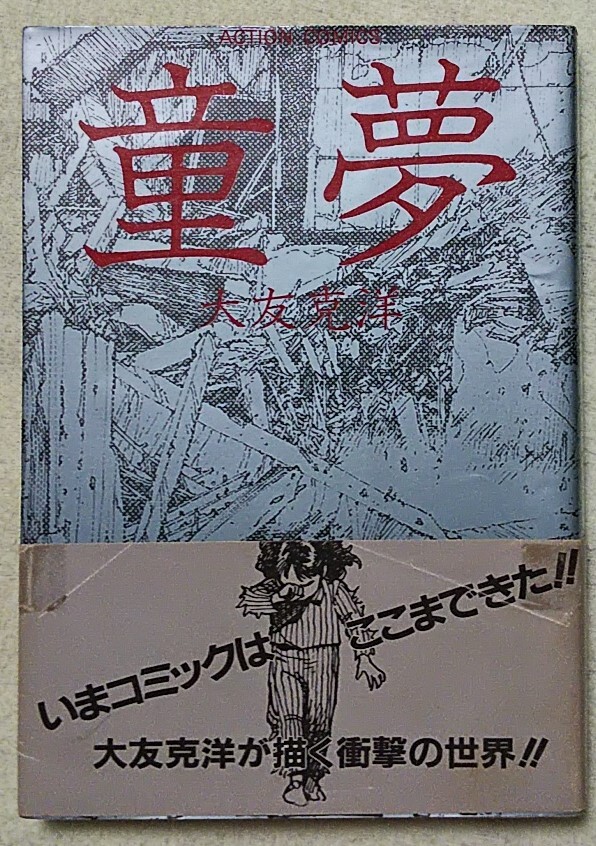 ACTION COMICS
童夢
大友克洋
いまコミックは
ここまできた!!
大友克洋が描く衝撃の世界!!